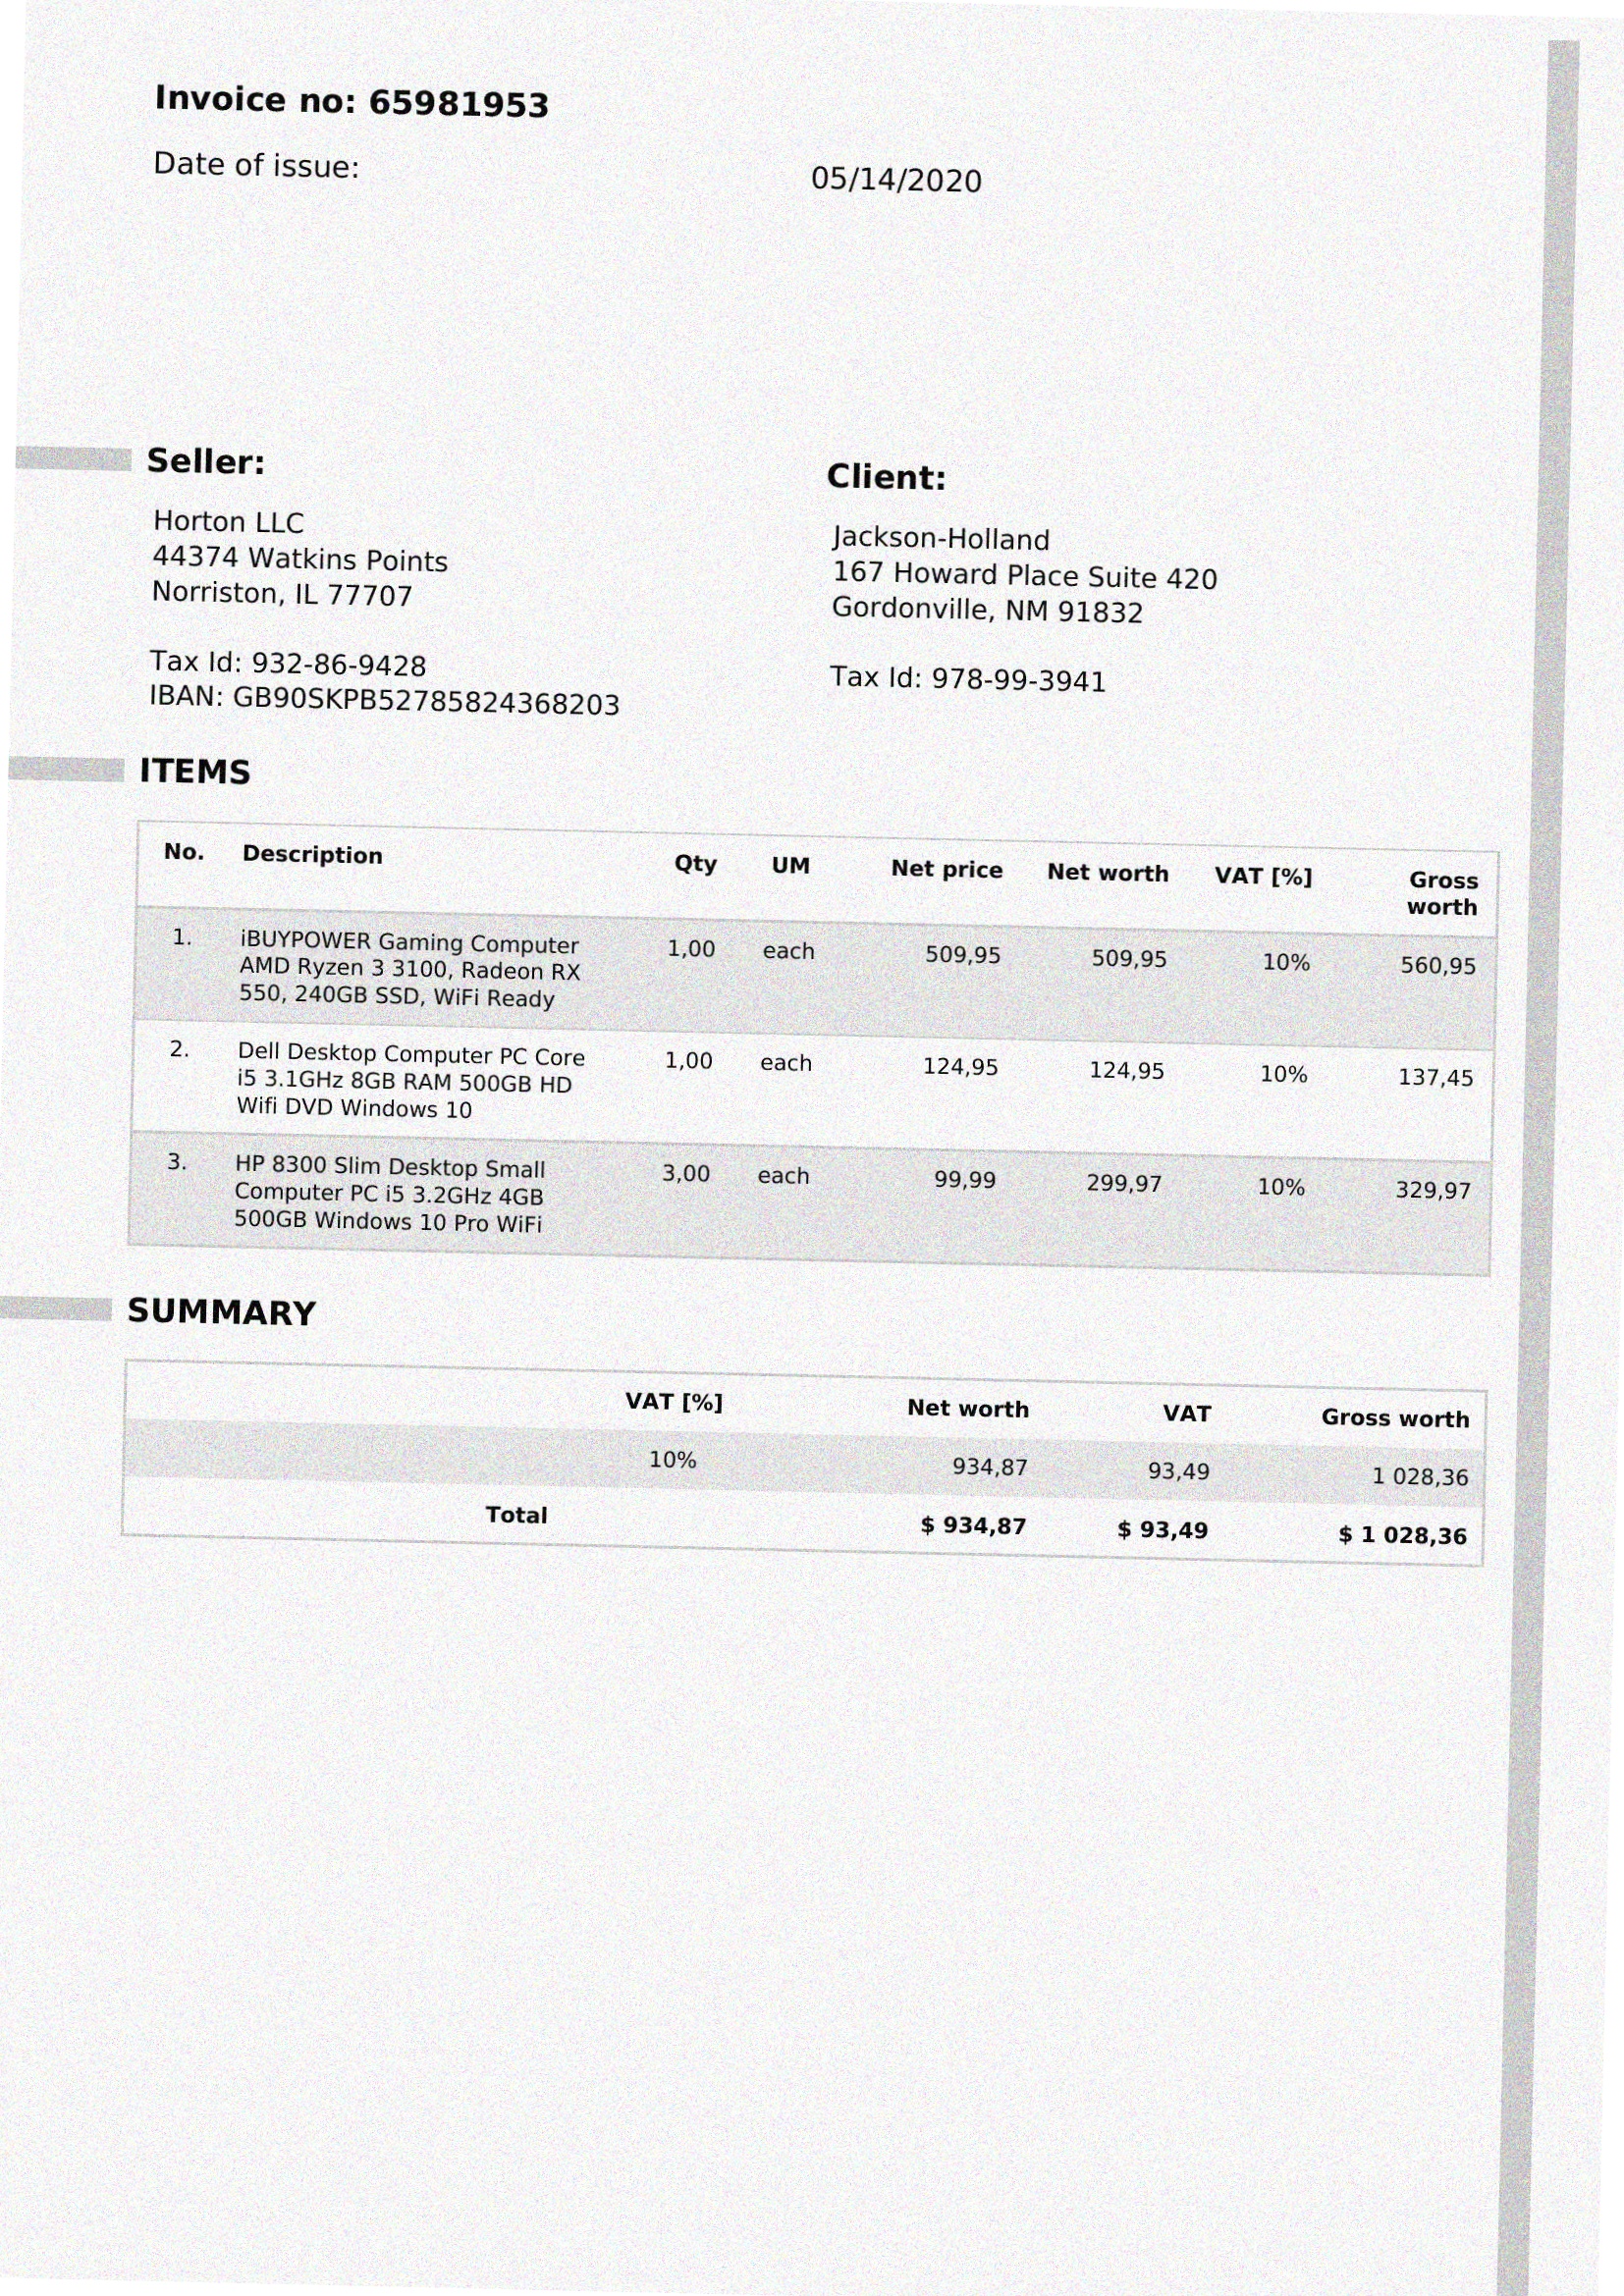 Invoice no: 65981953
Date of issue: 05/14/2020
Seller:
Horton LLC
44374 Watkins Points
Norriston, IL 77707
Tax Id: 932-86-9428
IBAN: GB90SKPB52785824368203
Client:
Jackson-Holland
167 Howard Place Suite 420
Gordonville, NM 91832
Tax Id: 978-99-3941
ITEMS
No. Description Qty UM Net price Net worth VAT [%] Gross
worth
1. iBUYPOWER Gaming Computer 1,00 each 509,95 509,95 10% 560,95
AMD Ryzen 3 3100, Radeon RX
550, 240GB SSD, WiFi Ready
2. Dell Desktop Computer PC Core 1,00 each 124,95 124,95 10% 137,45
i5 3.1GHz 8GB RAM 500GB HD
Wifi DVD Windows 10
3. HP 8300 Slim Desktop Small 3,00 each 99,99 299,97 10% 329,97
Computer PC i5 3.2GHz 4GB
500GB Windows 10 Pro WiFi
SUMMARY
VAT [%] Net worth VAT Gross worth
10% 934,87 93,49 1 028,36
Total $ 934,87 $ 93,49 $ 1 028,36